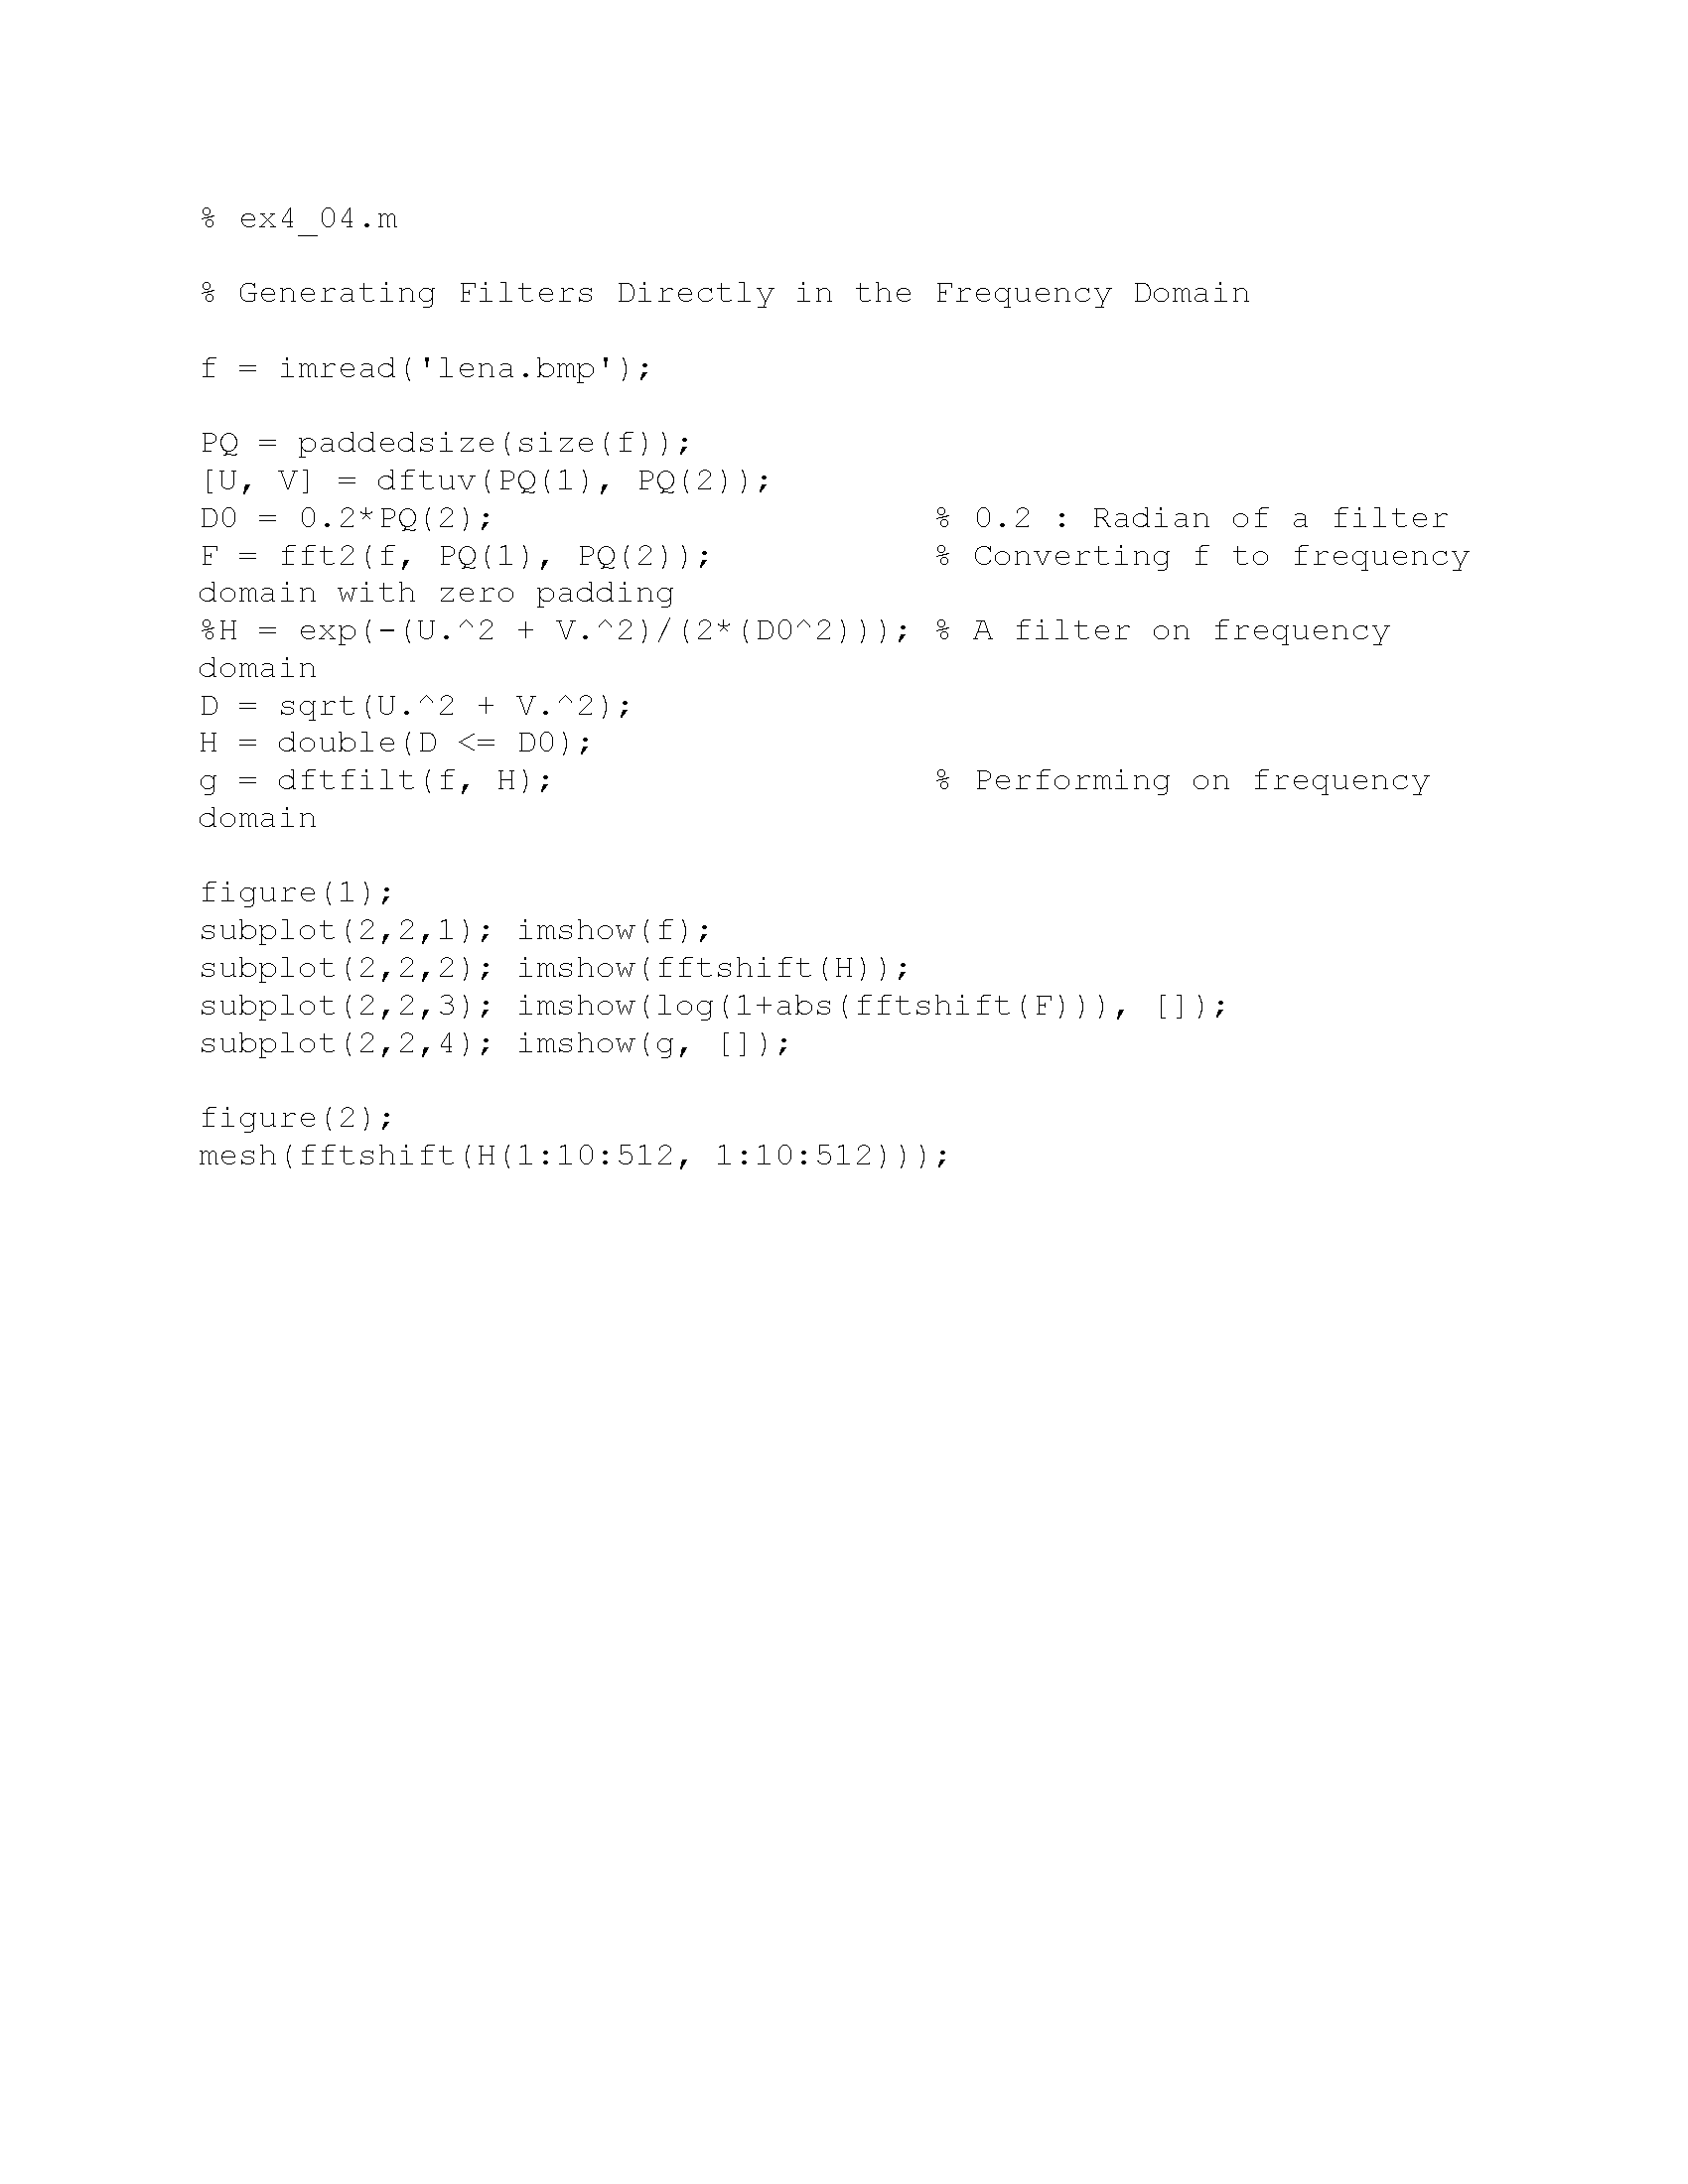 % ex4_04.m
% Generating Filters Directly in the Frequency Domain
f = imread('lena.bmp');
PQ = paddedsize(size(f));
[U, V] = dftuv(PQ(1), PQ(2));
D0 = 0.2*PQ(2); % 0.2 : Radian of a filter
F = fft2(f, PQ(1), PQ(2)); % Converting f to frequency
domain with zero padding
%H = exp(-(U.^2 + V.^2)/(2*(D0^2))); % A filter on frequency
domain
D = sqrt(U.^2 + V.^2);
H = double(D <= D0);
g = dftfilt(f, H); % Performing on frequency
domain
figure(1);
subplot(2,2,1); imshow(f);
subplot(2,2,2); imshow(fftshift(H));
subplot(2,2,3); imshow(log(1+abs(fftshift(F))), []);
subplot(2,2,4); imshow(g, []);
figure(2);
mesh(fftshift(H(1:10:512, 1:10:512)));